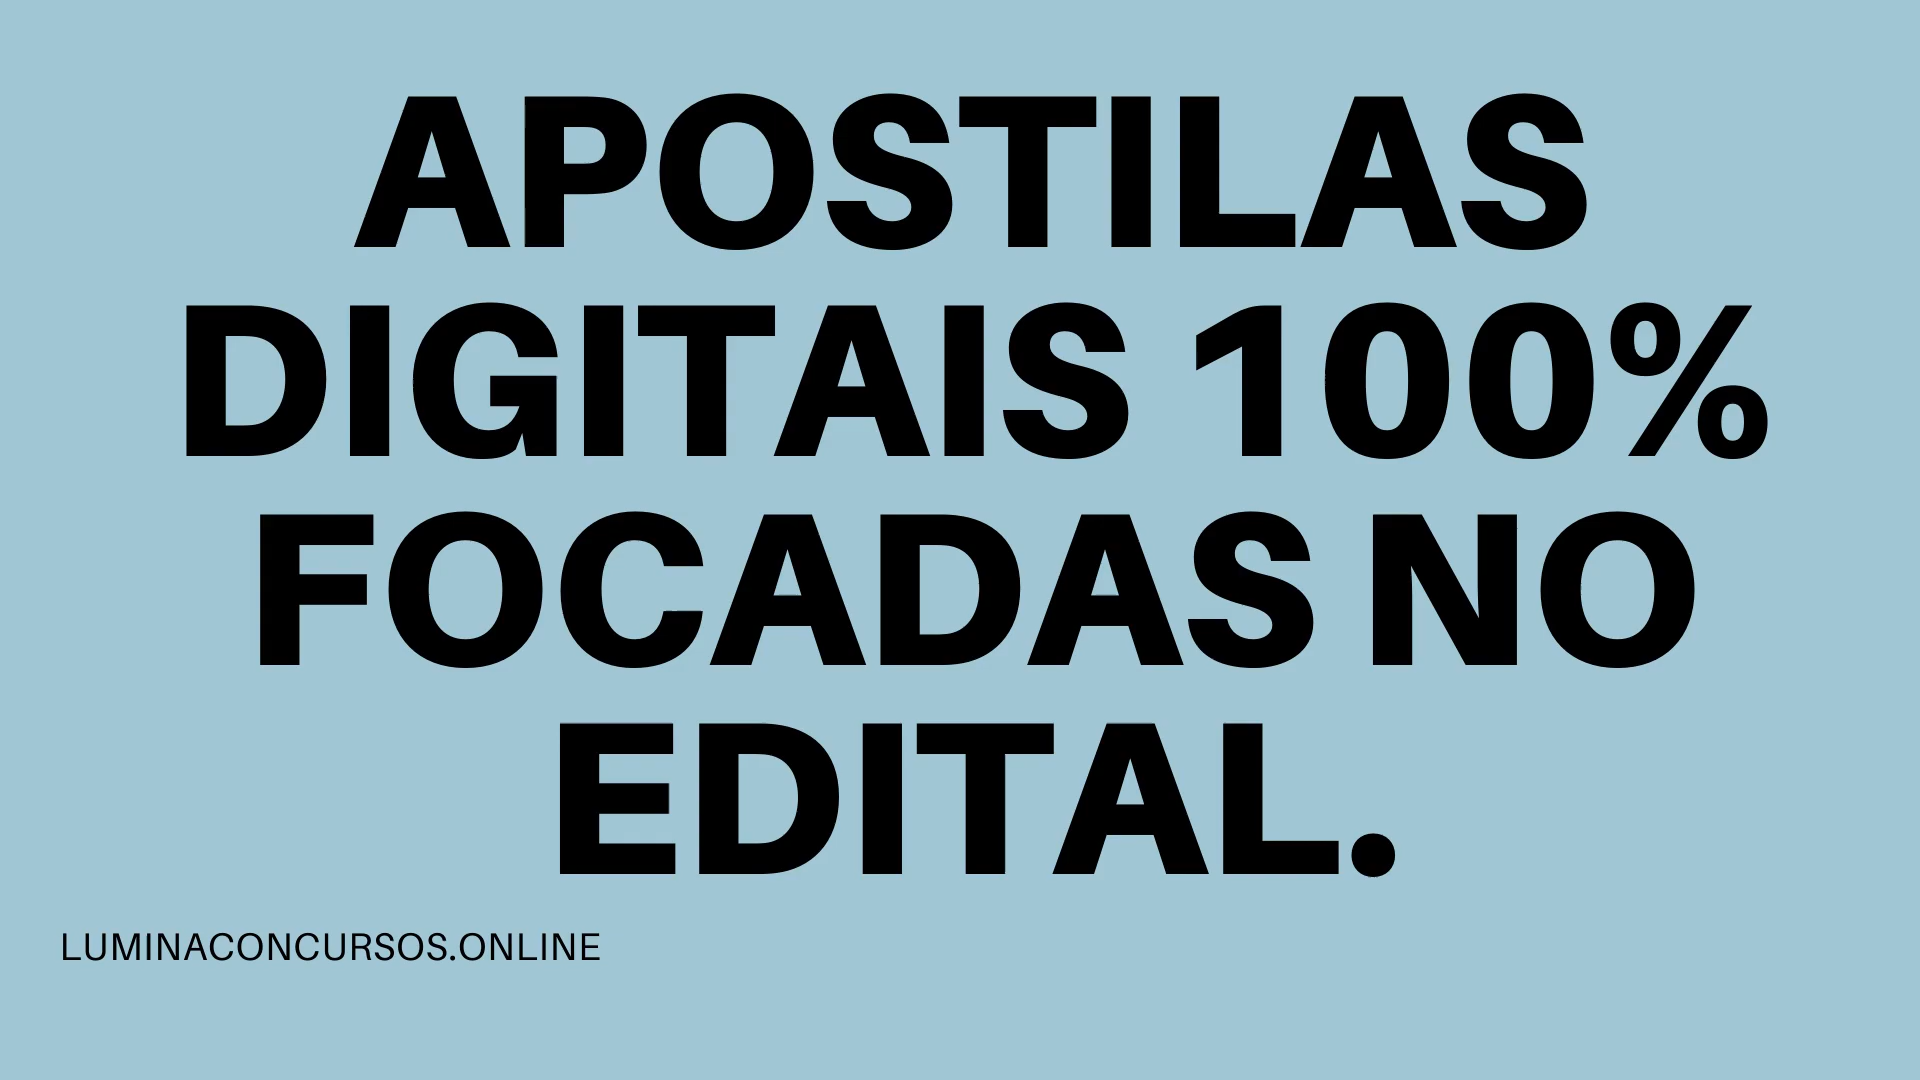 APOSTILAS
DIGITAIS 100%
FOCADAS NO
EDITAL.
LUMINACONCURSOS.ONLINE